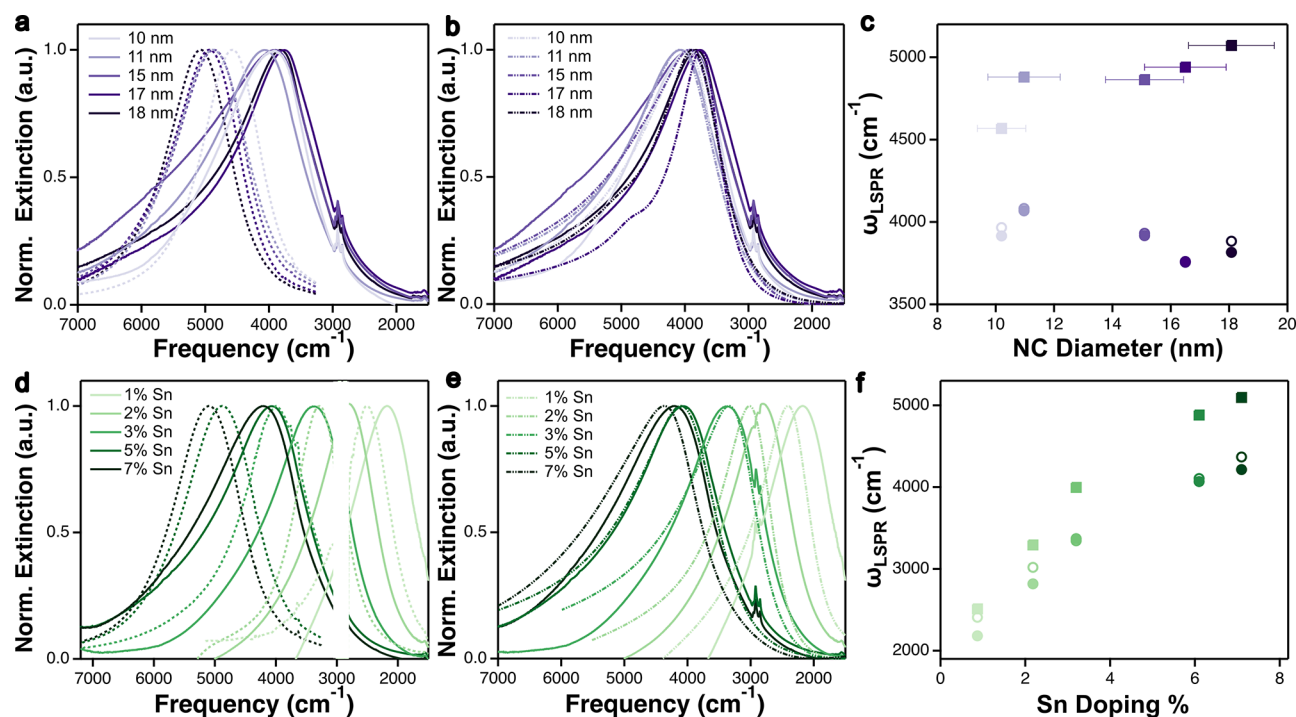 a
Norm. Extinction (a.u.)
1.0
0.5
0.0
10 nm
11 nm
15 nm
17 nm
18 nm
7000 6000 5000 4000 3000 2000
Frequency (cm⁻¹)
b
Norm. Extinction (a.u.)
1.0
0.5
0.0
10 nm
11 nm
15 nm
17 nm
18 nm
7000 6000 5000 4000 3000 2000
Frequency (cm⁻¹)
c
ωLSPR (cm⁻¹)
5000
4500
4000
3500
8 10 12 14 16 18 20
NC Diameter (nm)
d
Norm. Extinction (a.u.)
1.0
0.5
0.0
1% Sn
2% Sn
3% Sn
5% Sn
7% Sn
7000 6000 5000 4000 3000 2000
Frequency (cm⁻¹)
e
Norm. Extinction (a.u.)
1.0
0.5
0.0
1% Sn
2% Sn
3% Sn
5% Sn
7% Sn
7000 6000 5000 4000 3000 2000
Frequency (cm⁻¹)
f
ωLSPR (cm⁻¹)
5000
4000
3000
2000
0 2 4 6 8
Sn Doping %